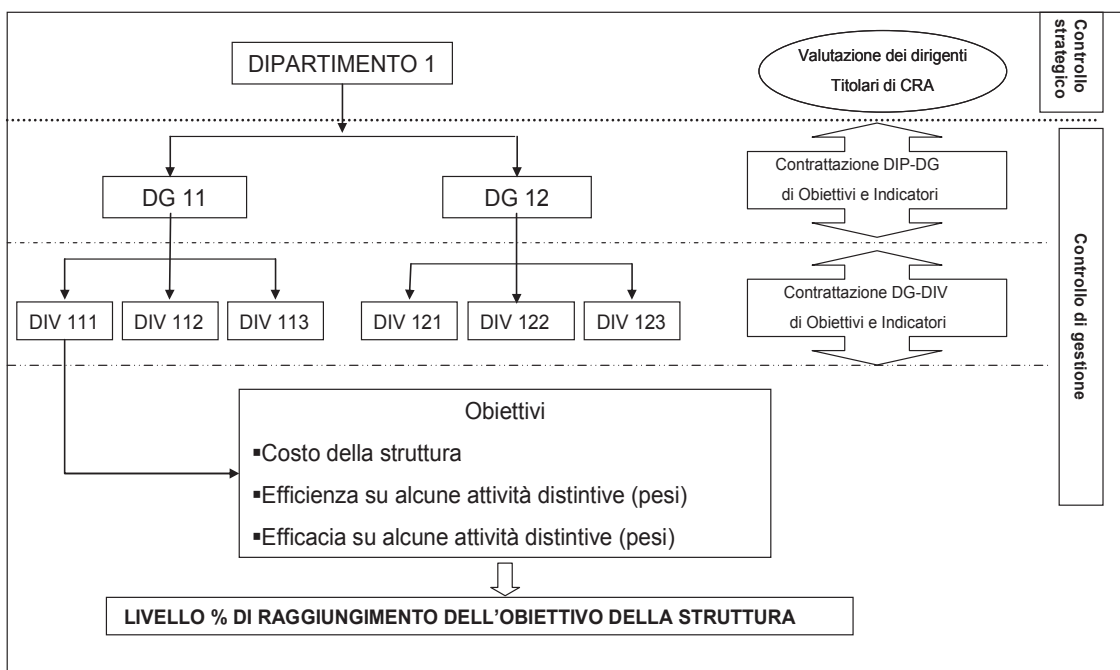 DIPARTIMENTO 1
Valutazione dei dirigenti
Titolari di CRA
Controllo
strategico
DG 11
DG 12
Contrattazione DIP-DG
di Obiettivi e Indicatori
DIV 111
DIV 112
DIV 113
DIV 121
DIV 122
DIV 123
Contrattazione DG-DIV
di Obiettivi e Indicatori
Controllo di gestione
Obiettivi
▪Costo della struttura
▪Efficienza su alcune attività distintive (pesi)
▪Efficacia su alcune attività distintive (pesi)
LIVELLO % DI RAGGIUNGIMENTO DELL'OBIETTIVO DELLA STRUTTURA